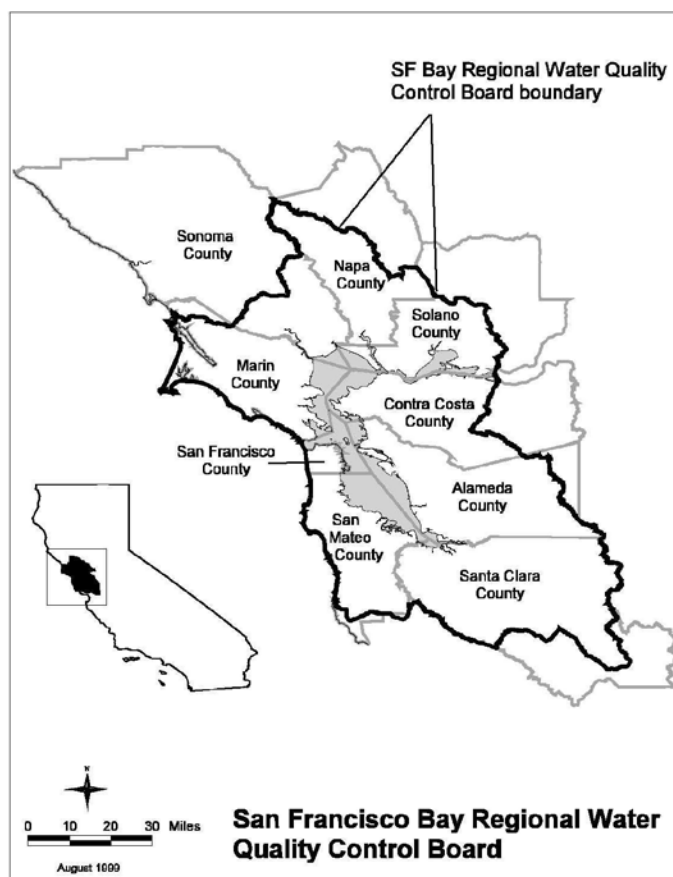 SF Bay Regional Water Quality
Control Board boundary
Sonoma
County
Napa
County
Solano
County
Marin
County
Contra Costa
County
San Francisco
County
Alameda
County
San
Mateo
County
Santa Clara
County
N
0 10 20 30 Miles
August 1999
San Francisco Bay Regional Water
Quality Control Board